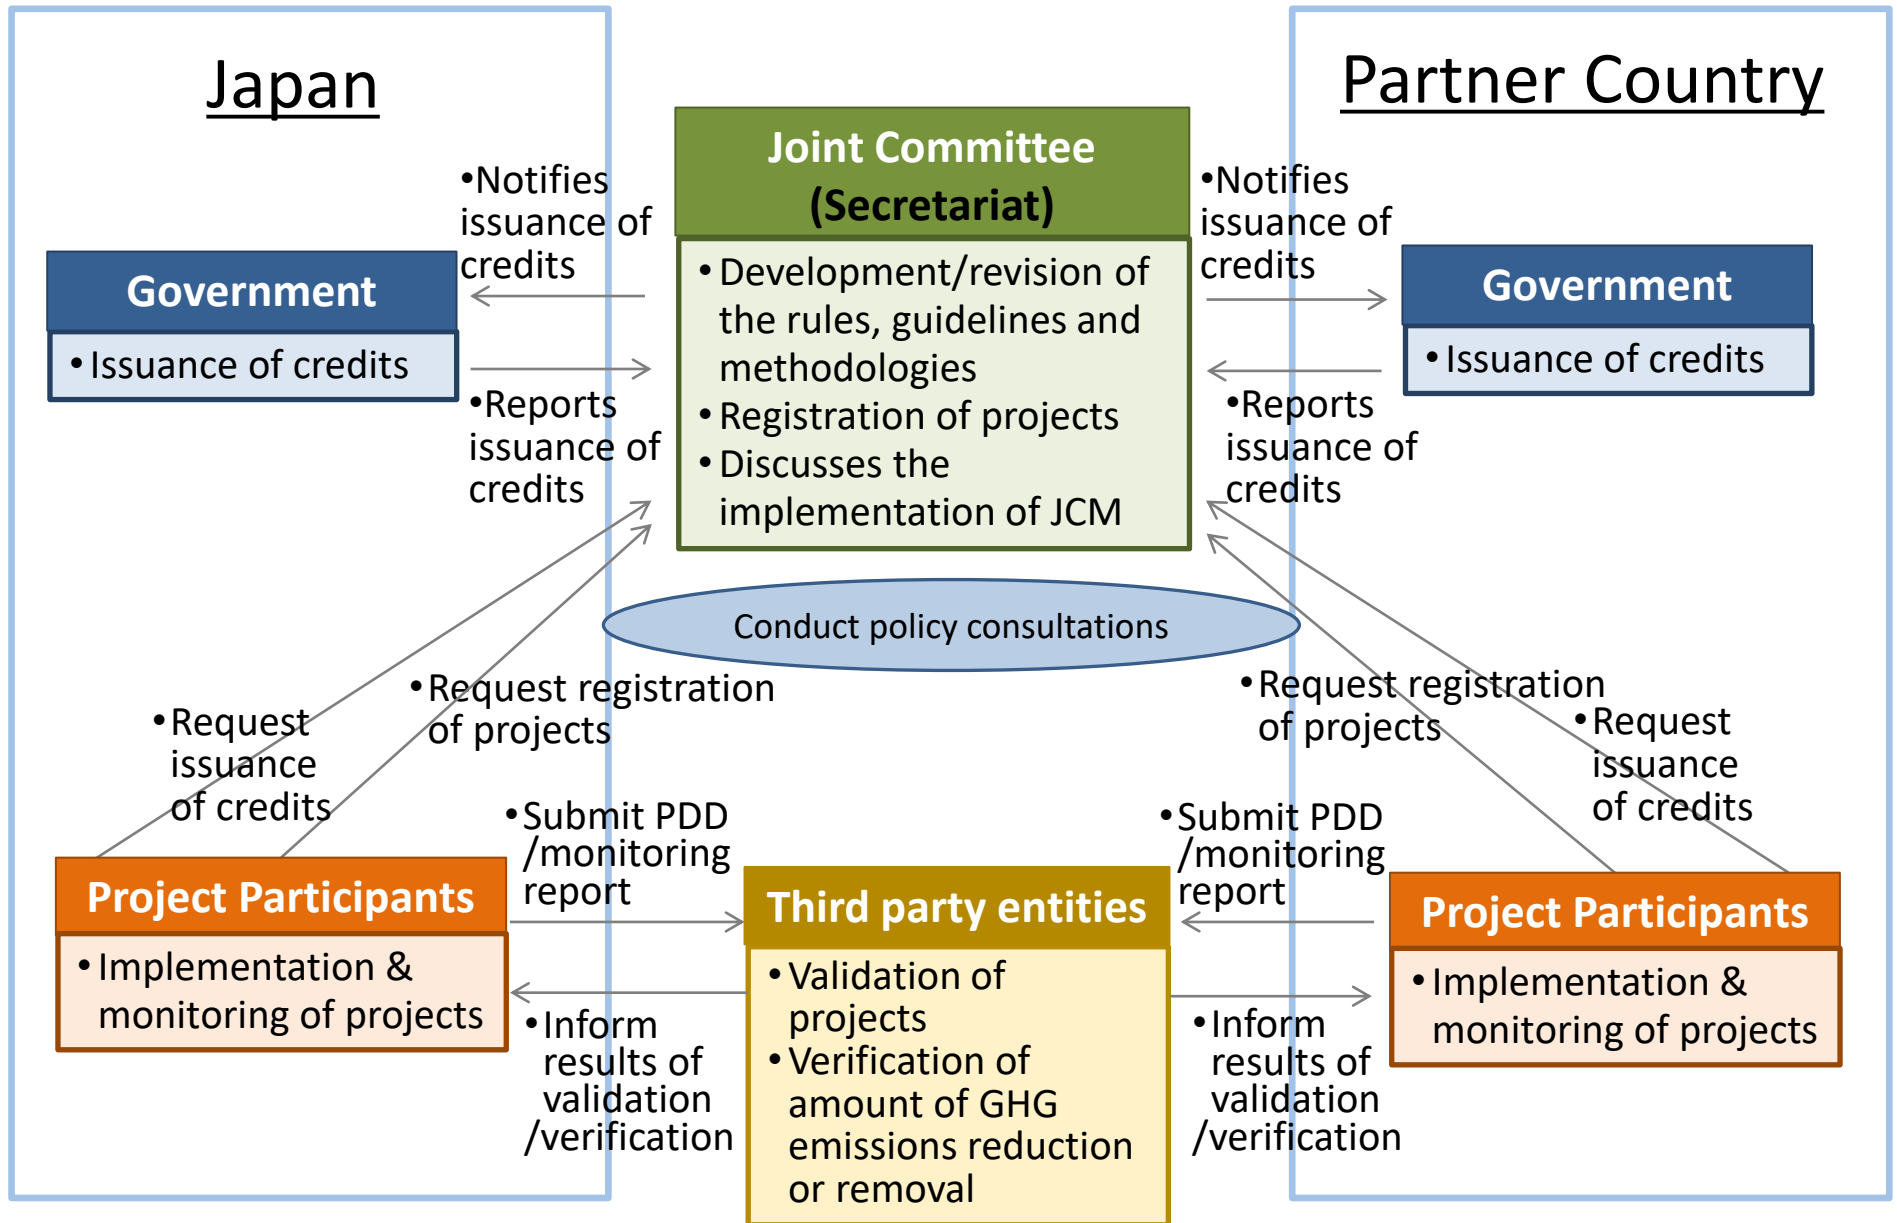 Japan
Partner Country
Joint Committee
(Secretariat)
•Notifies
issuance of
credits
•Notifies
issuance of
credits
Government
• Issuance of credits
• Development/revision of
the rules, guidelines and
methodologies
• Registration of projects
• Discusses the
implementation of JCM
Government
• Issuance of credits
•Reports
issuance of
credits
•Reports
issuance of
credits
Conduct policy consultations
•Request
issuance
of credits
•Request registration
of projects
•Request registration
of projects
•Request
issuance
of credits
•Submit PDD
/monitoring
report
•Submit PDD
/monitoring
report
Project Participants
• Implementation &
monitoring of projects
Third party entities
• Validation of
projects
• Verification of
amount of GHG
emissions reduction
or removal
Project Participants
• Implementation &
monitoring of projects
•Inform
results of
validation
/verification
•Inform
results of
validation
/verification